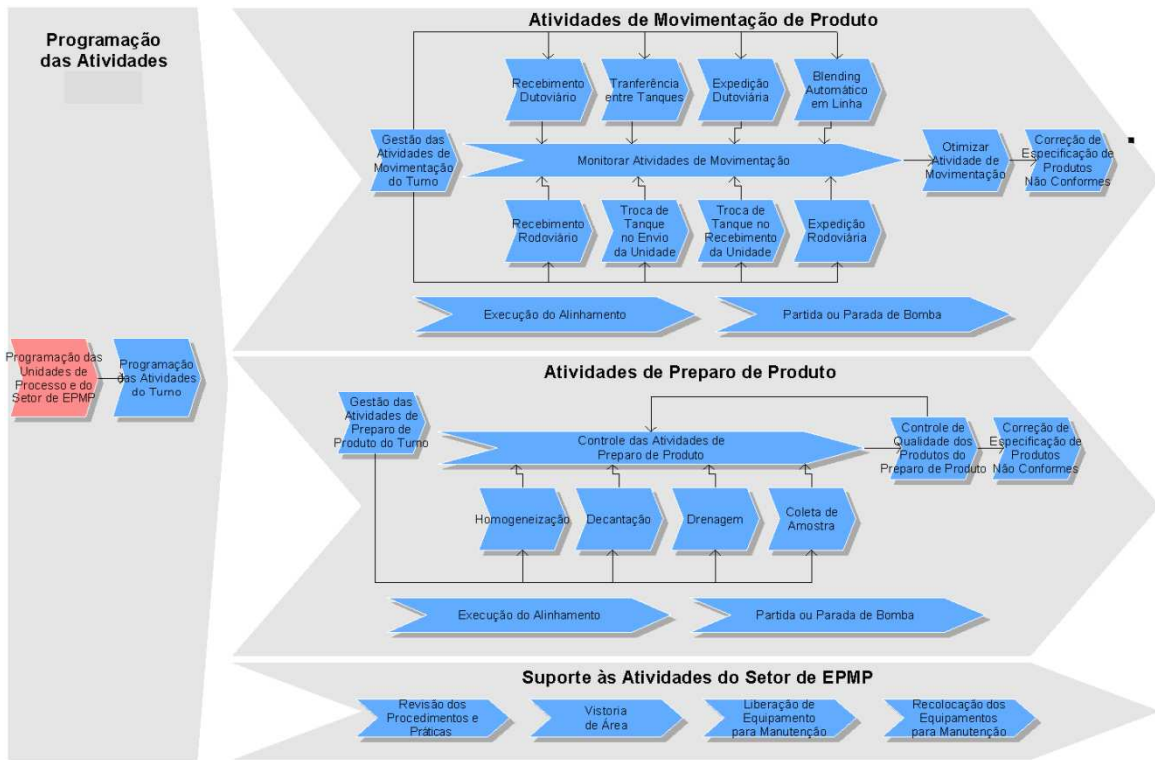 Programação
das Atividades
Programação das
Unidades de
Processo e do
Setor de EPMP
Programação
das Atividades
do Turno
Atividades de Movimentação de Produto
Recebimento
Dutoviário
Tranferência
entre Tanques
Expedição
Dutoviária
Blending
Automático
em Linha
Gestão das
Atividades de
Movimentação
do Turno
Monitorar Atividades de Movimentação
Otimizar
Atividade de
Movimentação
Correção de
Especificação de
Produtos
Não Conformes
Recebimento
Rodoviário
Troca de
Tanque
no Envio
da Unidade
Troca de
Tanque no
Recebimento
da Unidade
Expedição
Rodoviária
Execução do Alinhamento
Partida ou Parada de Bomba
Atividades de Preparo de Produto
Gestão das
Atividades de
Preparo de
Produto do Turno
Controle das Atividades de
Preparo de Produto
Controle de
Qualidade dos
Produtos do
Preparo de Produto
Correção de
Especificação de
Produtos
Não Conformes
Homogeneização
Decantação
Drenagem
Coleta de
Amostra
Execução do Alinhamento
Partida ou Parada de Bomba
Suporte às Atividades do Setor de EPMP
Revisão dos
Procedimentos e
Práticas
Vistoria
de Área
Liberação de
Equipamento
para Manutenção
Recolocação dos
Equipamentos
para Manutenção